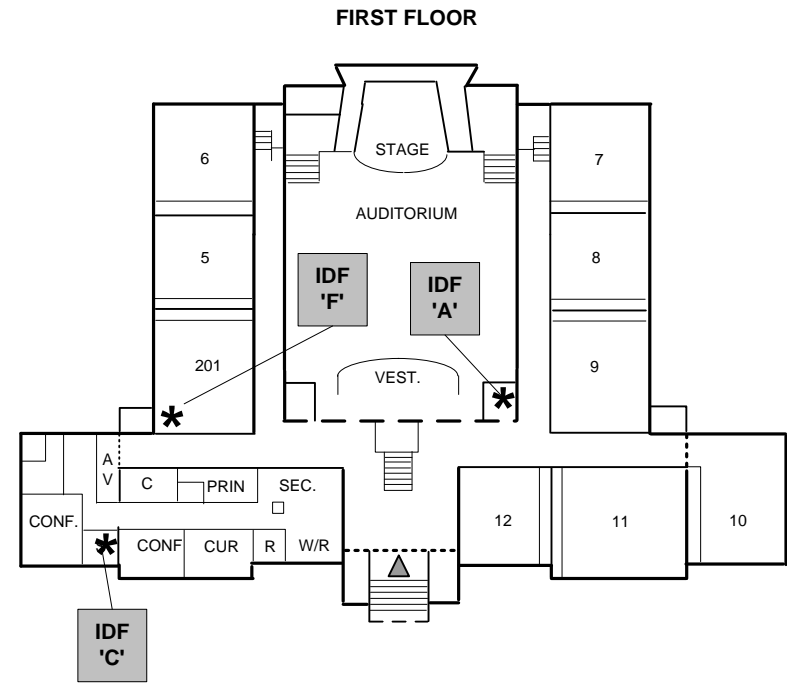 FIRST FLOOR
STAGE
6
7
AUDITORIUM
5
8
IDF
'F'
IDF
'A'
201
VEST.
9
*
*
A
V
C
PRIN
SEC.
CONF.
12
11
10
*
CONF
CUR
R
W/R
IDF
'C'